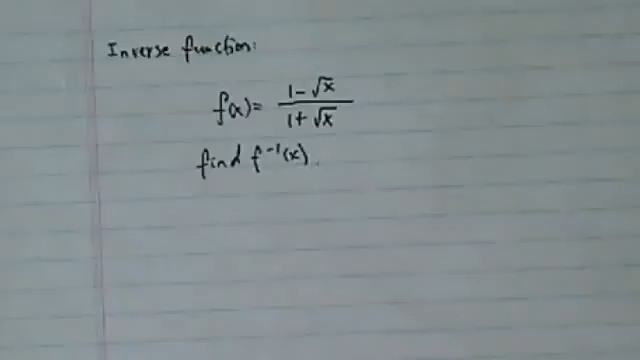 Inverse function:
f(x) = (1 - √x) / (1 + √x)
find f⁻¹(x).